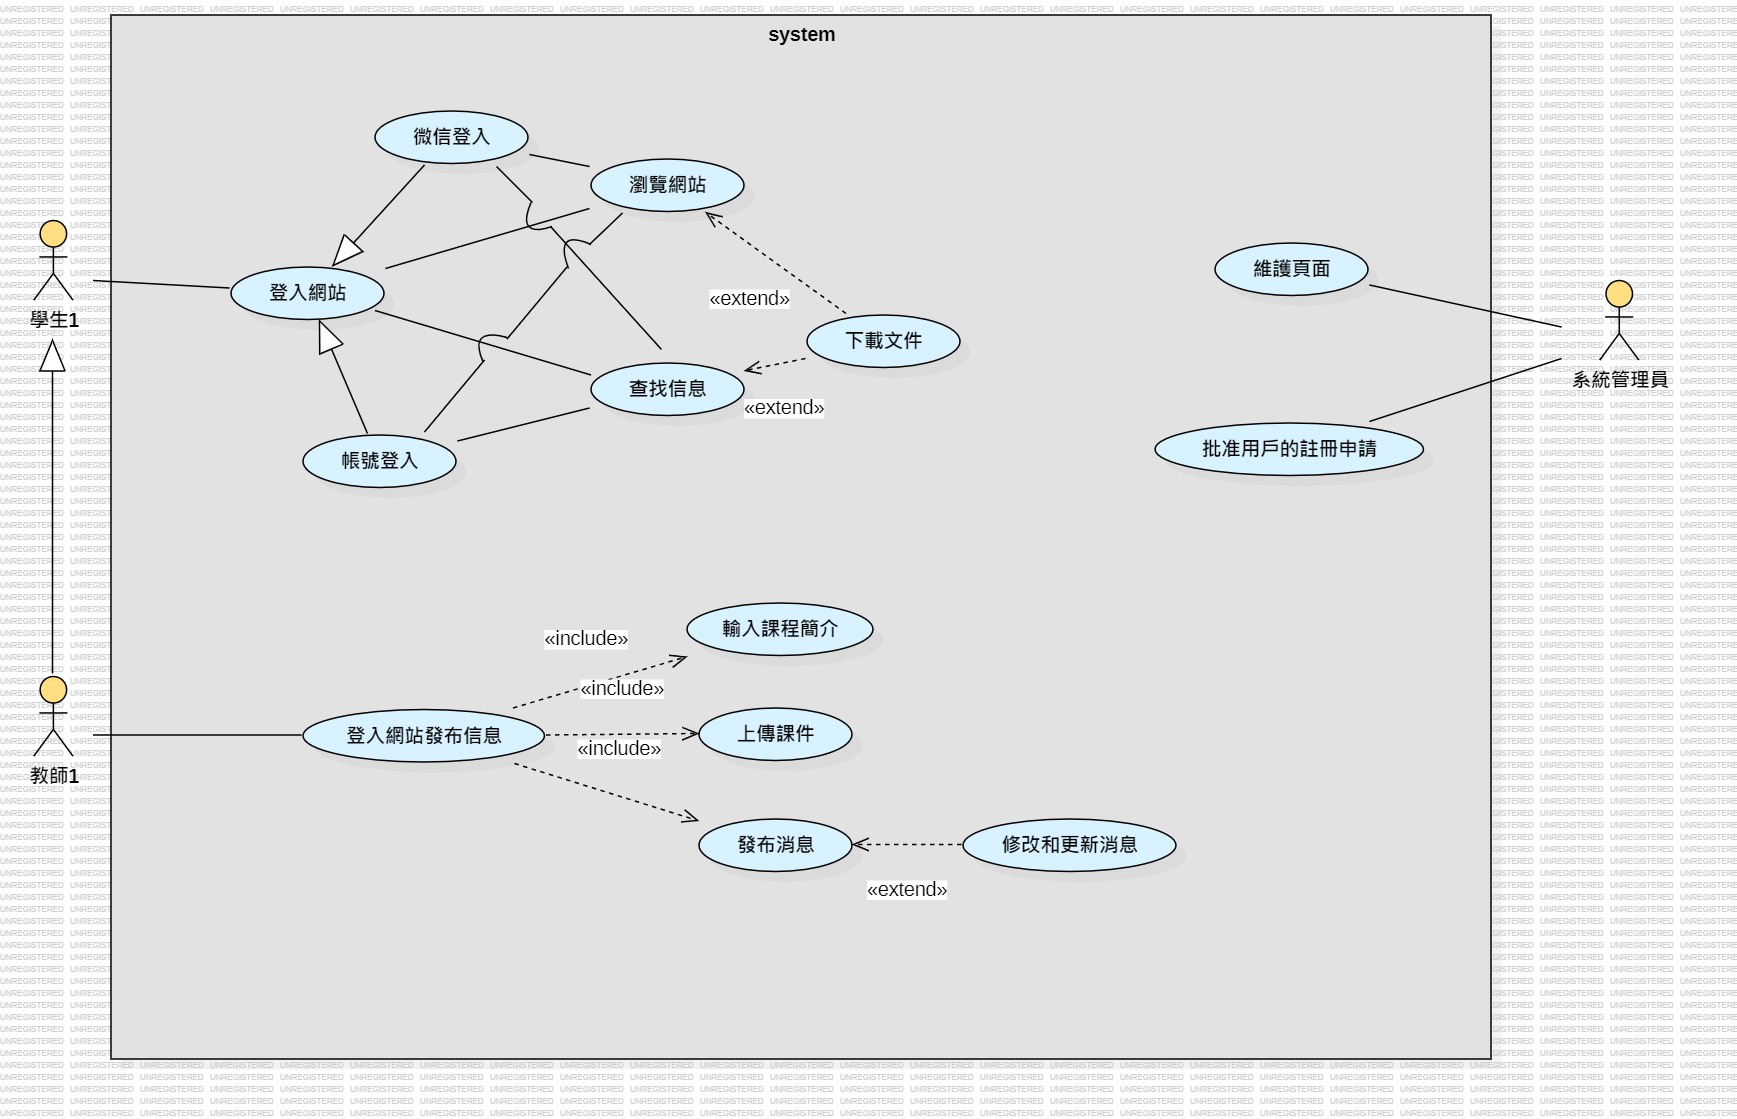 system
微信登入
瀏覽網站
登入網站
學生1
«extend»
下載文件
查找信息
«extend»
帳號登入
維護頁面
系統管理員
批准用戶的註冊申請
輸入課程簡介
«include»
«include»
登入網站發布信息
上傳課件
«include»
教師1
發布消息
修改和更新消息
«extend»
UNREGISTERED